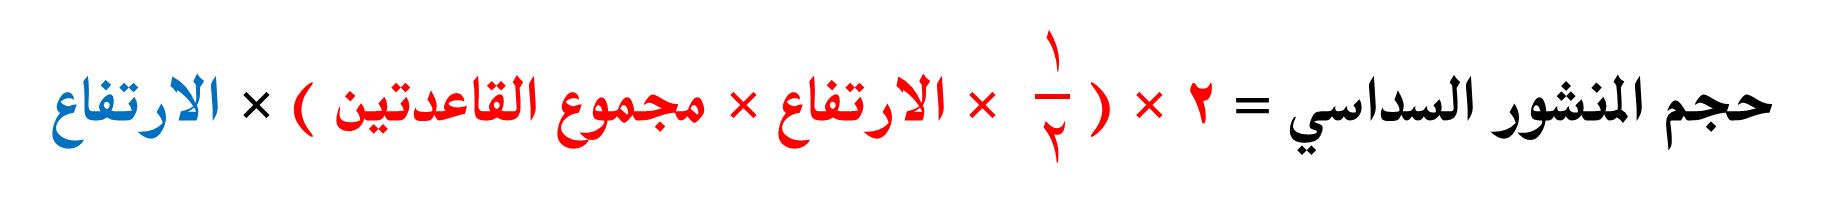 حجم المنشور السداسي = ٢ × ( ١/٢ × الارتفاع × مجموع القاعدتين ) × الارتفاع